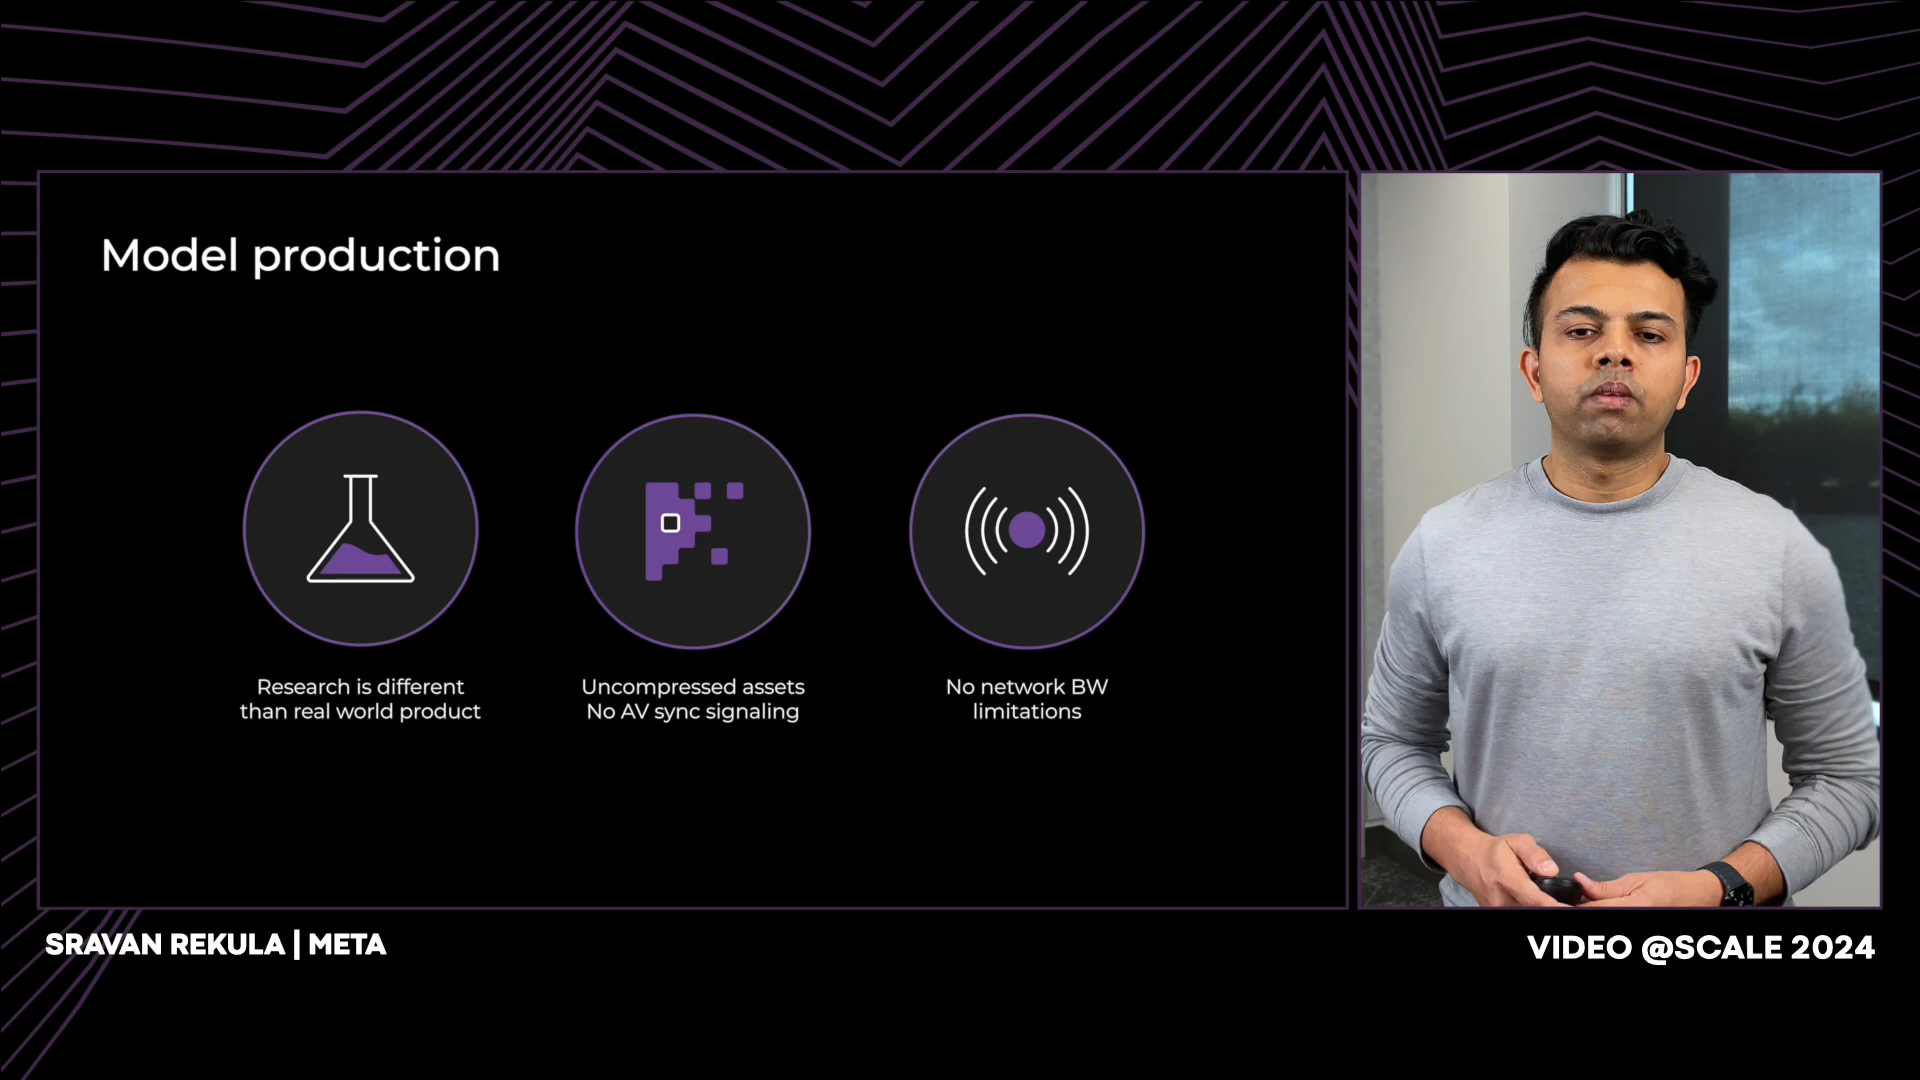 Model production
Research is different
than real world product
Uncompressed assets
No AV sync signaling
No network BW
limitations
SRAVAN REKULA | META
VIDEO @SCALE 2024